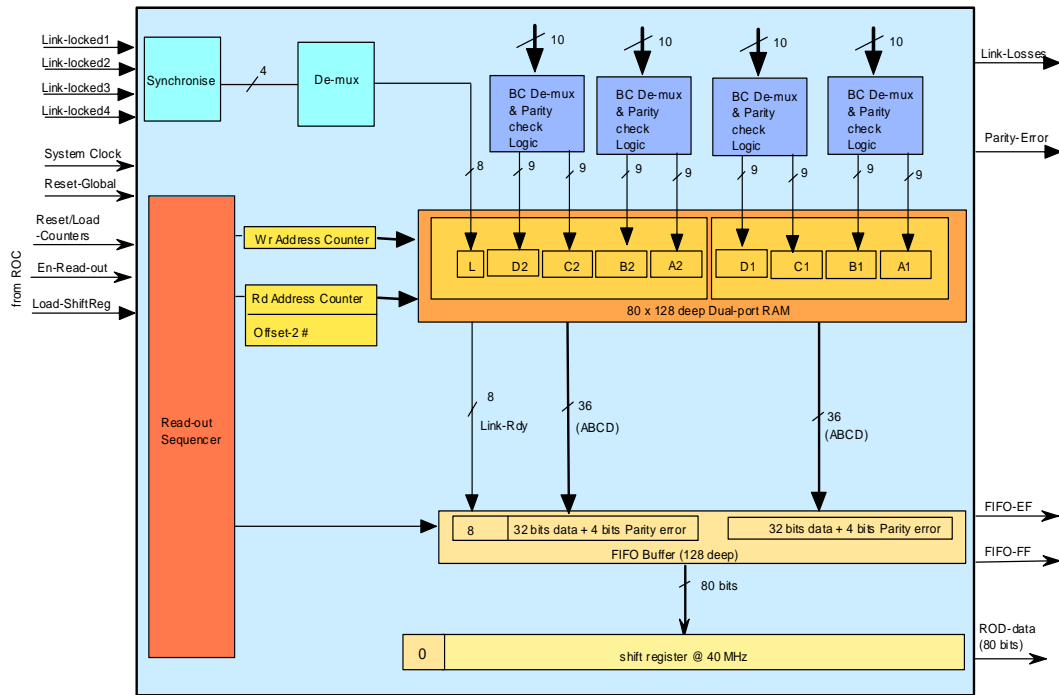 Link-locked1
Link-locked2
Link-locked3
Link-locked4
System Clock
Reset-Global
Reset/Load
-Counters
En-Read-out
Load-ShiftReg
from ROC
Synchronise
4
De-mux
10
10
10
10
BC De-mux
& Parity
check
Logic
BC De-mux
& Parity
check
Logic
BC De-mux
& Parity
check
Logic
BC De-mux
& Parity
check
Logic
Link-Losses
Parity-Error
8
9
9
9
9
9
9
9
9
Wr Address Counter
Rd Address Counter
Offset-2 #
L
D2
C2
B2
A2
D1
C1
B1
A1
80 x 128 deep Dual-port RAM
Read-out
Sequencer
8
Link-Rdy
36
(ABCD)
36
(ABCD)
8
32 bits data + 4 bits Parity error
32 bits data + 4 bits Parity error
FIFO Buffer (128 deep)
FIFO-EF
FIFO-FF
80 bits
0
shift register @ 40 MHz
ROD-data
(80 bits)